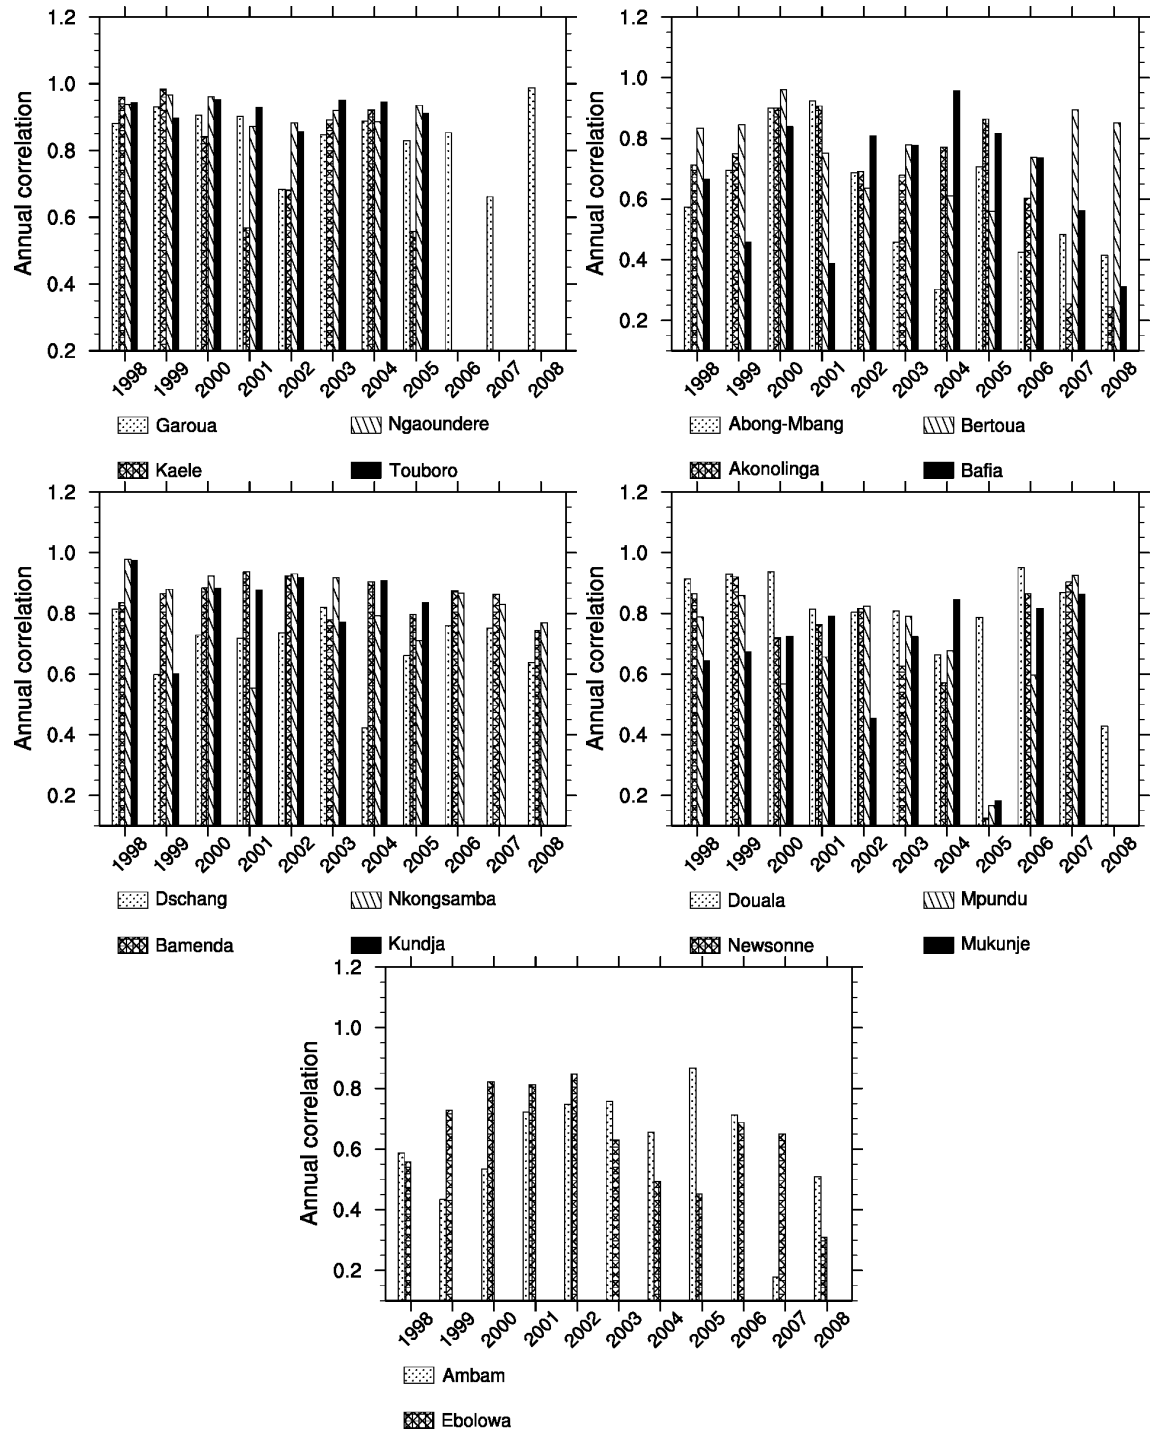 Annual correlation
1.2
1.0
0.8
0.6
0.4
0.2
1998 1999 2000 2001 2002 2003 2004 2005 2006 2007 2008
Garoua Ngaoundere
Kaele Touboro
Annual correlation
1.2
1.0
0.8
0.6
0.4
0.2
1998 1999 2000 2001 2002 2003 2004 2005 2006 2007 2008
Abong-Mbang Bertoua
Akonolinga Bafia
Annual correlation
1.2
1.0
0.8
0.6
0.4
0.2
1998 1999 2000 2001 2002 2003 2004 2005 2006 2007 2008
Dschang Nkongsamba
Bamenda Kundja
Annual correlation
1.2
1.0
0.8
0.6
0.4
0.2
1998 1999 2000 2001 2002 2003 2004 2005 2006 2007 2008
Douala Mpundu
Newsonne Mukunje
Annual correlation
1.2
1.0
0.8
0.6
0.4
0.2
1998 1999 2000 2001 2002 2003 2004 2005 2006 2007 2008
Ambam
Ebolowa